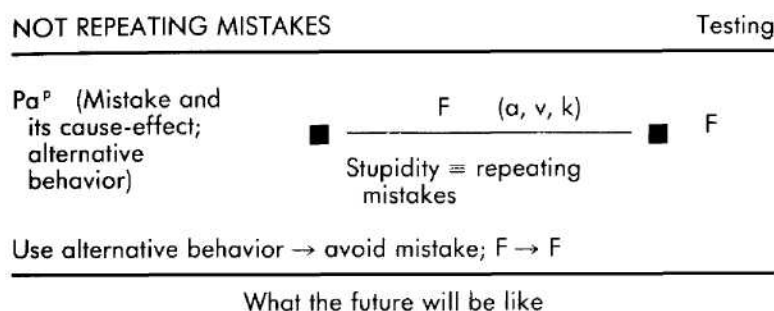 NOT REPEATING MISTAKES Testing
Paᵖ (Mistake and
its cause-effect;
alternative
behavior)
■ F (a, v, k) ■ F
Stupidity ≡ repeating
mistakes
Use alternative behavior → avoid mistake; F → F
What the future will be like